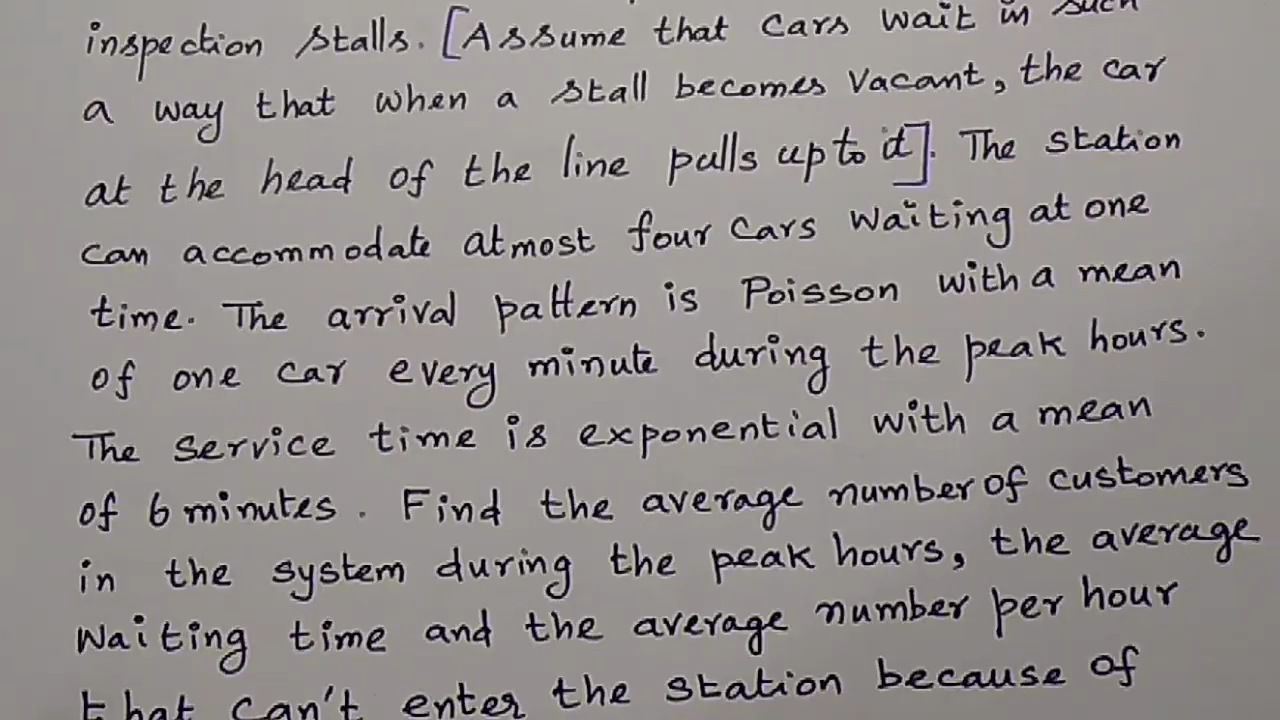 inspection stalls. [Assume that cars wait in such
a way that when a stall becomes vacant, the car
at the head of the line pulls up to it]. The station
can accommodate atmost four cars waiting at one
time. The arrival pattern is Poisson with a mean
of one car every minute during the peak hours.
The service time is exponential with a mean
of 6 minutes. Find the average number of customers
in the system during the peak hours, the average
waiting time and the average number per hour
that can't enter the station because of